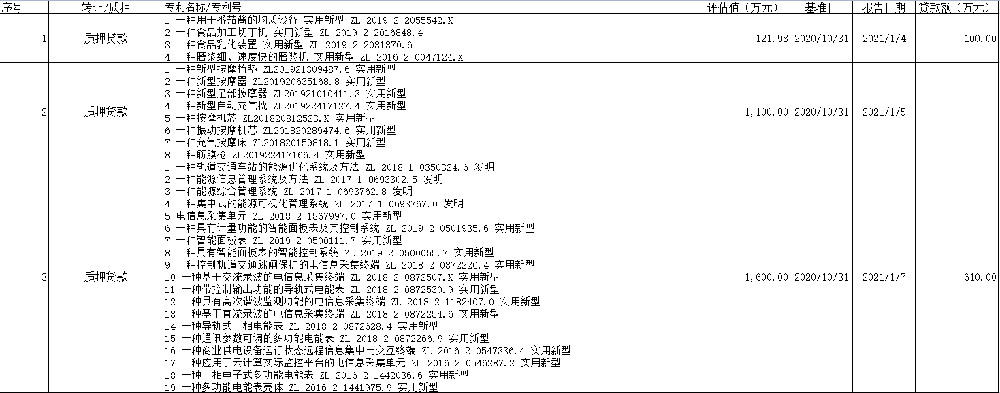 序号 转让/质押 专利名称/专利号 评估值（万元） 基准日 报告日期 贷款额（万元）
1 质押贷款 121.98 2020/10/31 2021/1/4 100.00
1 一种用于番茄酱的均质设备 实用新型 ZL 2019 2 2055542.X
2 一种食品加工切丁机 实用新型 ZL 2019 2 2016848.4
3 一种食品乳化装置 实用新型 ZL 2019 2 2031870.6
4 一种磨浆细、速度快的磨浆机 实用新型 ZL 2016 2 0047124.X
2 质押贷款 1,100.00 2020/10/31 2021/1/5
1 一种新型按摩椅垫 ZL201921309487.6 实用新型
2 一种新型按摩器 ZL201920635168.8 实用新型
3 一种新型足部按摩器 ZL201921010411.3 实用新型
4 一种新型自动充气枕 ZL201922417127.4 实用新型
5 一种按摩机芯 ZL201820812523.X 实用新型
6 一种振动按摩机芯 ZL201820289474.6 实用新型
7 一种充气按摩床 ZL201820159818.1 实用新型
8 一种筋膜枪 ZL201922417166.4 实用新型
3 质押贷款 1,600.00 2020/10/31 2021/1/7 610.00
1 一种轨道交通车站的能源优化系统及方法 ZL 2018 1 0350324.6 发明
2 一种能源信息管理系统及方法 ZL 2017 1 0693302.5 发明
3 一种能源综合管理系统 ZL 2017 1 0693762.8 发明
4 一种集中式的能源可视化管理系统 ZL 2017 1 0693767.0 发明
5 电信息采集单元 ZL 2018 2 1867997.0 实用新型
6 一种具有计量功能的智能面板表及其控制系统 ZL 2019 2 0501935.6 实用新型
7 一种智能面板表 ZL 2019 2 0500111.7 实用新型
8 一种具有智能面板表的智能控制系统 ZL 2019 2 0500055.7 实用新型
9 一种控制轨道交通跳闸保护的电信息采集终端 ZL 2018 2 0872226.4 实用新型
10 一种基于交流录波的电信息采集终端 ZL 2018 2 0872507.X 实用新型
11 一种带控制输出功能的导轨式电能表 ZL 2018 2 0872530.9 实用新型
12 一种具有高次谐波监测功能的电信息采集终端 ZL 2018 2 1182407.0 实用新型
13 一种基于直流录波的电信息采集终端 ZL 2018 2 0872254.6 实用新型
14 一种导轨式三相电能表 ZL 2018 2 0872628.4 实用新型
15 一种通讯参数可调的多功能电能表 ZL 2018 2 0872266.9 实用新型
16 一种商业供电设备运行状态远程信息集中与交互终端 ZL 2016 2 0547336.4 实用新型
17 一种应用于云计算实际监控平台的电信息采集单元 ZL 2016 2 0546287.2 实用新型
18 一种三相电子式多功能电能表 ZL 2016 2 1442036.6 实用新型
19 一种多功能电能表壳体 ZL 2016 2 1441975.9 实用新型